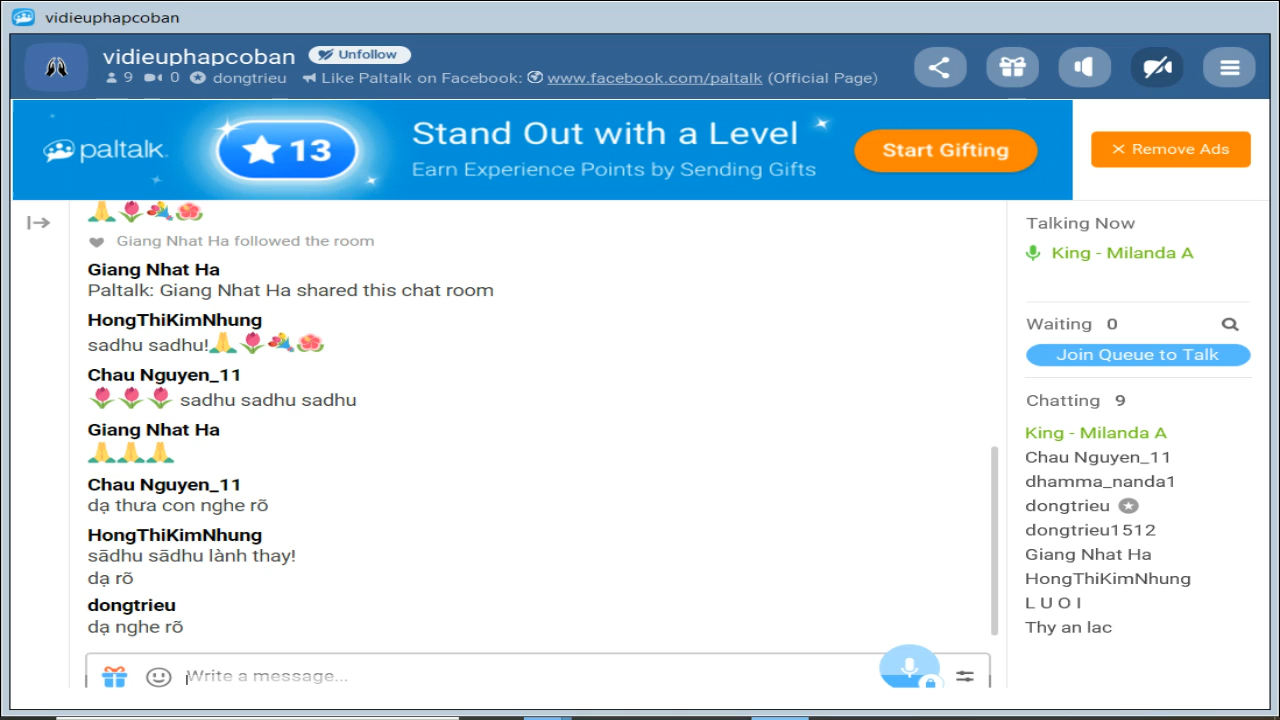 vidieuphapcoban
vidieuphapcoban Unfollow
9 0 dongtrieu Like Paltalk on Facebook: www.facebook.com/paltalk (Official Page)
paltalk
13
Stand Out with a Level
Earn Experience Points by Sending Gifts
Start Gifting
× Remove Ads
Giang Nhat Ha followed the room
Giang Nhat Ha
Paltalk: Giang Nhat Ha shared this chat room
HongThiKimNhung
sadhu sadhu!🙏🌷💐🌺
Chau Nguyen_11
🌷🌷🌷 sadhu sadhu sadhu
Giang Nhat Ha
🙏🙏🙏
Chau Nguyen_11
dạ thưa con nghe rõ
HongThiKimNhung
sādhu sādhu lành thay!
dạ rõ
dongtrieu
dạ nghe rõ
Write a message...
Talking Now
King - Milanda A
Waiting 0
Join Queue to Talk
Chatting 9
King - Milanda A
Chau Nguyen_11
dhamma_nanda1
dongtrieu
dongtrieu1512
Giang Nhat Ha
HongThiKimNhung
L U O I
Thy an lac